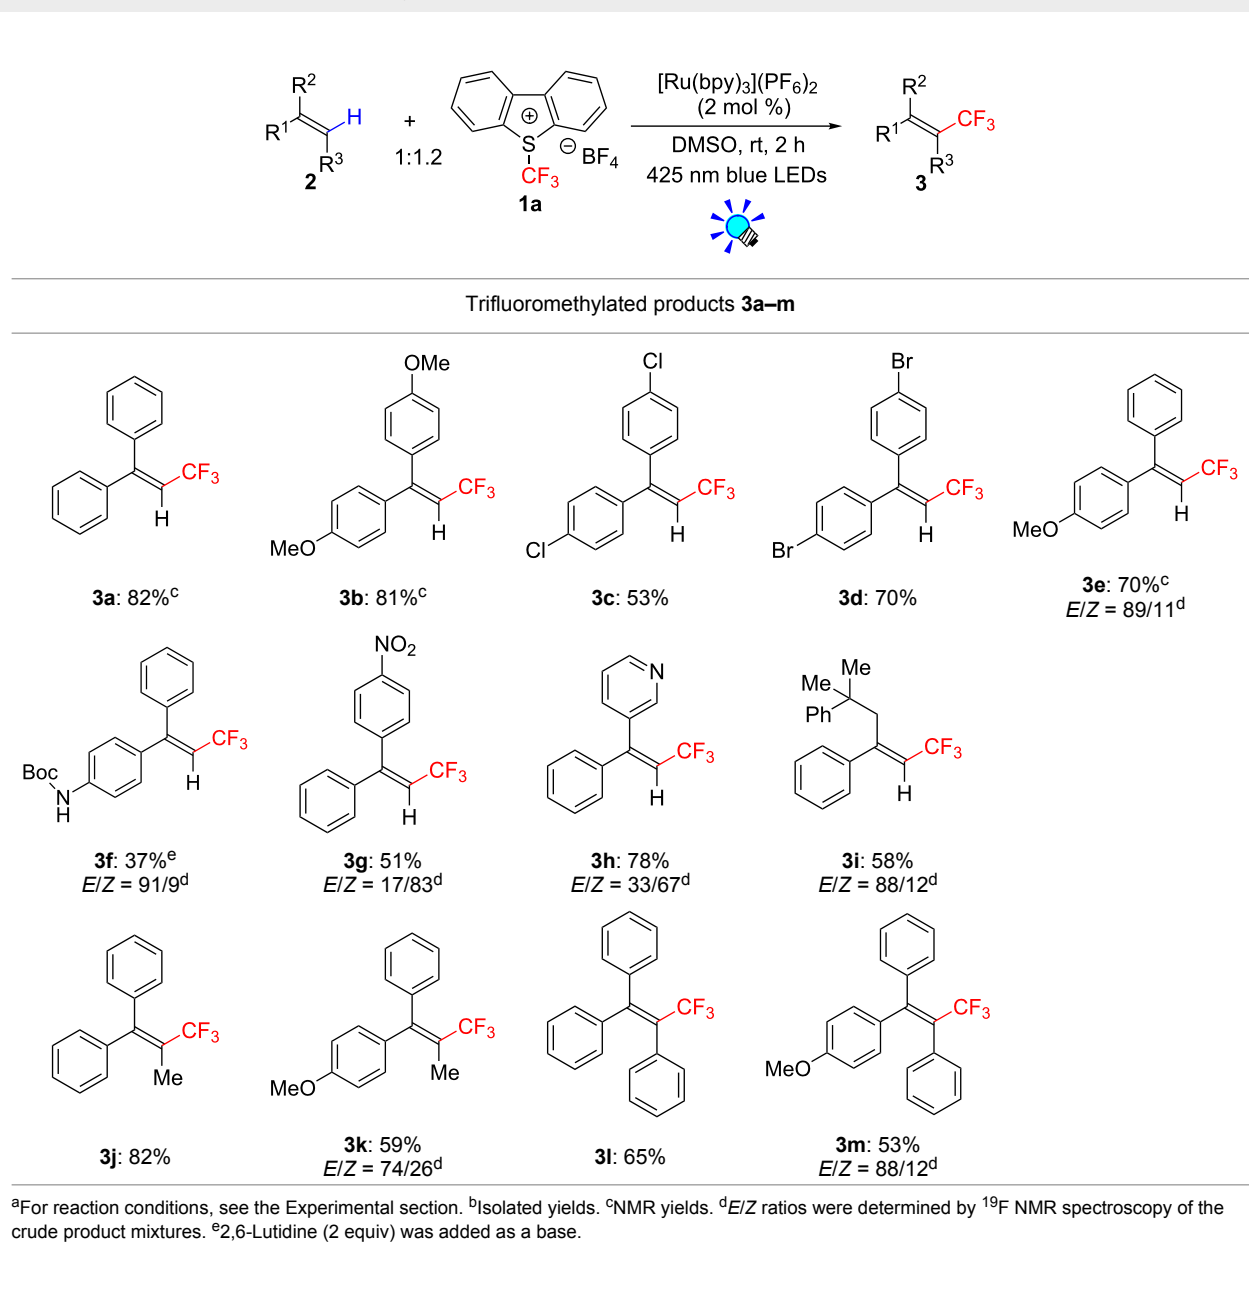 R2
R1
H
R3
2
+
1:1.2
+
S
− BF4
CF3
1a
[Ru(bpy)3](PF6)2
(2 mol %)
DMSO, rt, 2 h
425 nm blue LEDs
R2
R1
CF3
R3
3
Trifluoromethylated products 3a–m
CF3
H
3a: 82%c
OMe
CF3
H
MeO
3b: 81%c
Cl
CF3
H
Cl
3c: 53%
Br
CF3
H
Br
3d: 70%
CF3
H
MeO
3e: 70%c
E/Z = 89/11d
CF3
H
Boc
N
H
3f: 37%e
E/Z = 91/9d
NO2
CF3
H
3g: 51%
E/Z = 17/83d
N
CF3
H
3h: 78%
E/Z = 33/67d
Me
Me
Ph
CF3
H
3i: 58%
E/Z = 88/12d
CF3
Me
3j: 82%
CF3
Me
MeO
3k: 59%
E/Z = 74/26d
CF3
3l: 65%
CF3
MeO
3m: 53%
E/Z = 88/12d
aFor reaction conditions, see the Experimental section. bIsolated yields. cNMR yields. dE/Z ratios were determined by 19F NMR spectroscopy of the
crude product mixtures. e2,6-Lutidine (2 equiv) was added as a base.